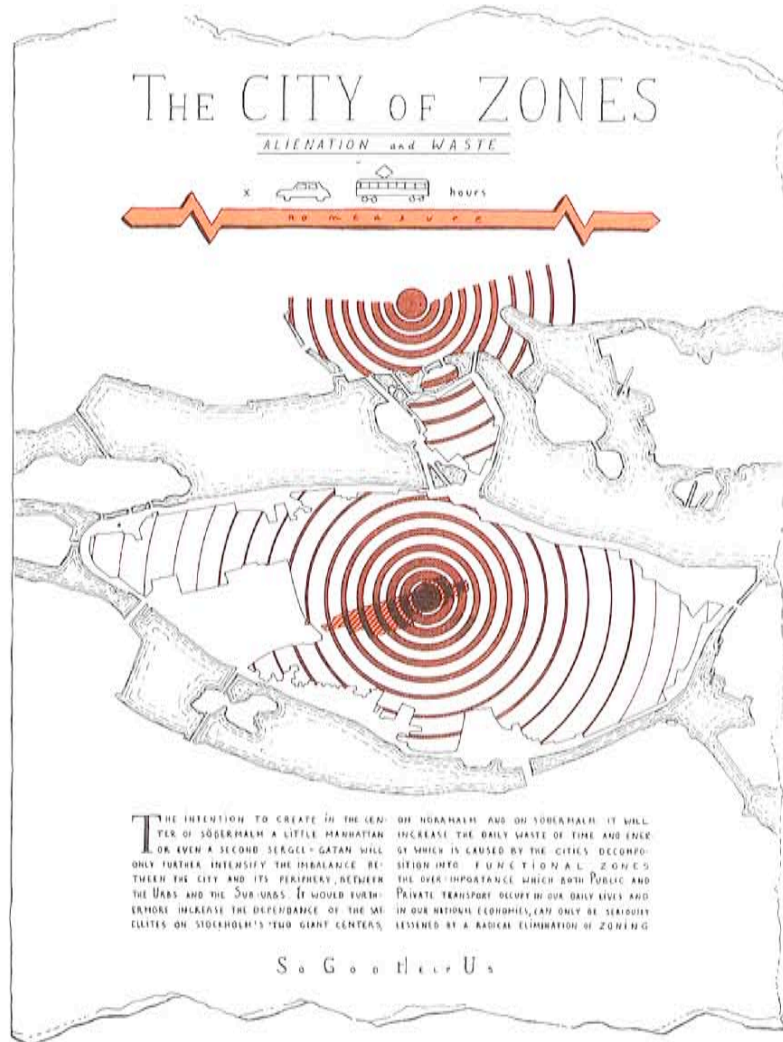 THE CITY OF ZONES
ALIENATION and WASTE
x hours
no measure
THE INTENTION TO CREATE IN THE CEN-
TER OF SÖDERMALM A LITTLE MANHATTAN
OR EVEN A SECOND SERGEL-GATAN WILL
ONLY FURTHER INTENSIFY THE IMBALANCE BE-
TWEEN THE CITY AND ITS PERIPHERY, BETWEEN
THE URBS AND THE SUB-URBS. IT WOULD FURTH-
ERMORE INCREASE THE DEPENDANCE OF THE SAT
ELLITES ON STOCKHOLM'S TWO GIANT CENTERS,
ON NORRMALM AND ON SÖDERMALM. IT WILL
INCREASE THE DAILY WASTE OF TIME AND ENER
GY WHICH IS CAUSED BY THE CITIES DECOMPO-
SITION INTO FUNCTIONAL ZONES
THE OVER-IMPORTANCE WHICH BOTH PUBLIC AND
PRIVATE TRANSPORT OCCUPY IN OUR DAILY LIVES AND
IN OUR NATIONAL ECONOMIES, CAN ONLY BE SERIOUSLY
LESSENED BY A RADICAL ELIMINATION OF ZONING
So God Help Us